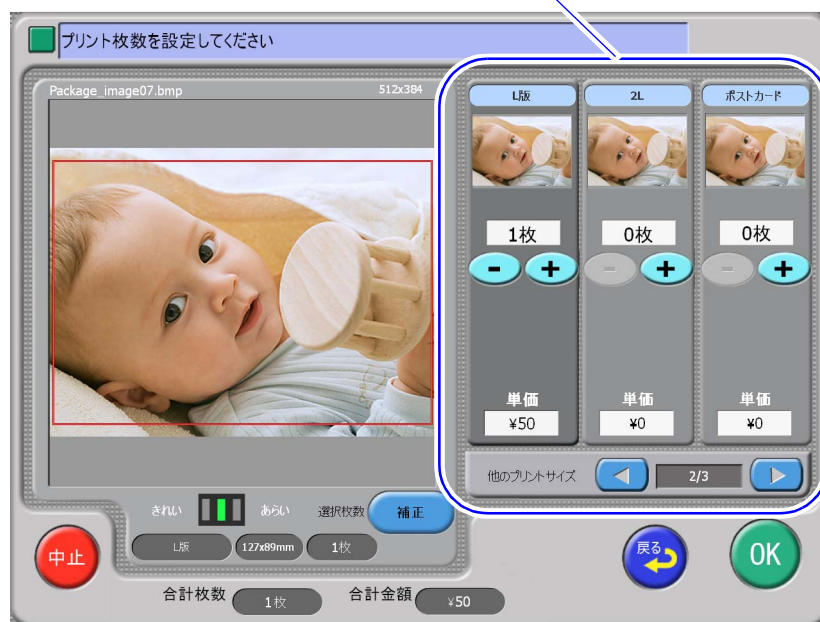 プリント枚数を設定してください
Package_image07.bmp 512x384
L版 2L ポストカード
1枚 0枚 0枚
- + - + - +
単価 単価 単価
¥50 ¥0 ¥0
他のプリントサイズ 2/3
きれい あらい 選択枚数 補正
L版 127x89mm 1枚
中止 戻る OK
合計枚数 1枚 合計金額 ¥50